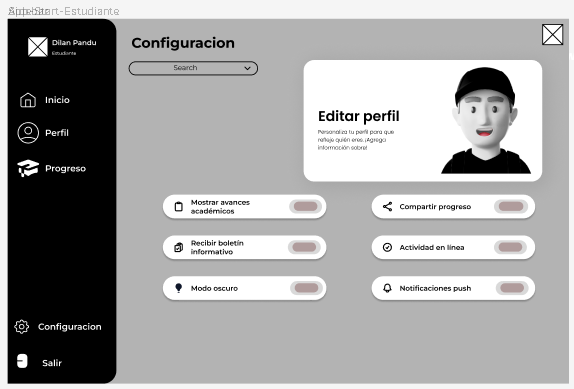 Dilan Pandu
Estudiante
Inicio
Perfil
Progreso
Configuracion
Salir
Configuracion
Search
Editar perfil
Personaliza tu perfil para que
refleje quién eres. ¡Agrega
información sobre!
Mostrar avances
académicos
Compartir progreso
Recibir boletín
informativo
Actividad en línea
Modo oscuro
Notificaciones push